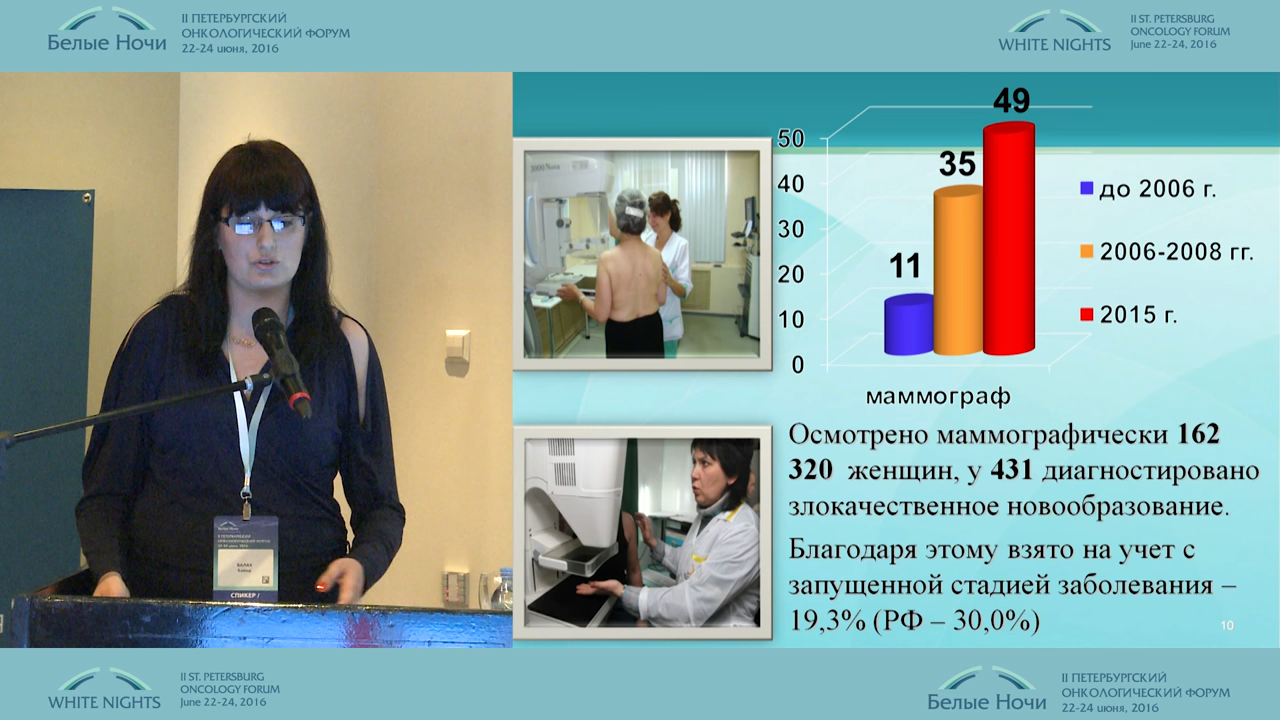 Белые Ночи
II ПЕТЕРБУРГСКИЙ
ОНКОЛОГИЧЕСКИЙ ФОРУМ
22-24 июня, 2016
WHITE NIGHTS
II ST. PETERSBURG
ONCOLOGY FORUM
June 22-24, 2016
49
50
40
30
20
10
0
35
11
до 2006 г.
2006-2008 гг.
2015 г.
маммограф
Осмотрено маммографически 162
320 женщин, у 431 диагностировано
злокачественное новообразование.
Благодаря этому взято на учет с
запущенной стадией заболевания –
19,3% (РФ – 30,0%)
10
Белые Ночи
СПИКЕР /
WHITE NIGHTS
II ST. PETERSBURG
ONCOLOGY FORUM
June 22-24, 2016
Белые Ночи
II ПЕТЕРБУРГСКИЙ
ОНКОЛОГИЧЕСКИЙ ФОРУМ
22-24 июня, 2016